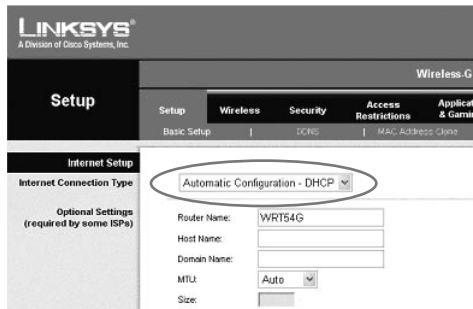 LINKSYS®
A Division of Cisco Systems, Inc.
Wireless-G
Setup
Setup Wireless Security Access Restrictions Applicat & Gamin
Basic Setup | DDNS | MAC Address Clone
Internet Setup
Internet Connection Type
Automatic Configuration - DHCP
Optional Settings
(required by some ISPs)
Router Name: WRT54G
Host Name:
Domain Name:
MTU: Auto
Size: